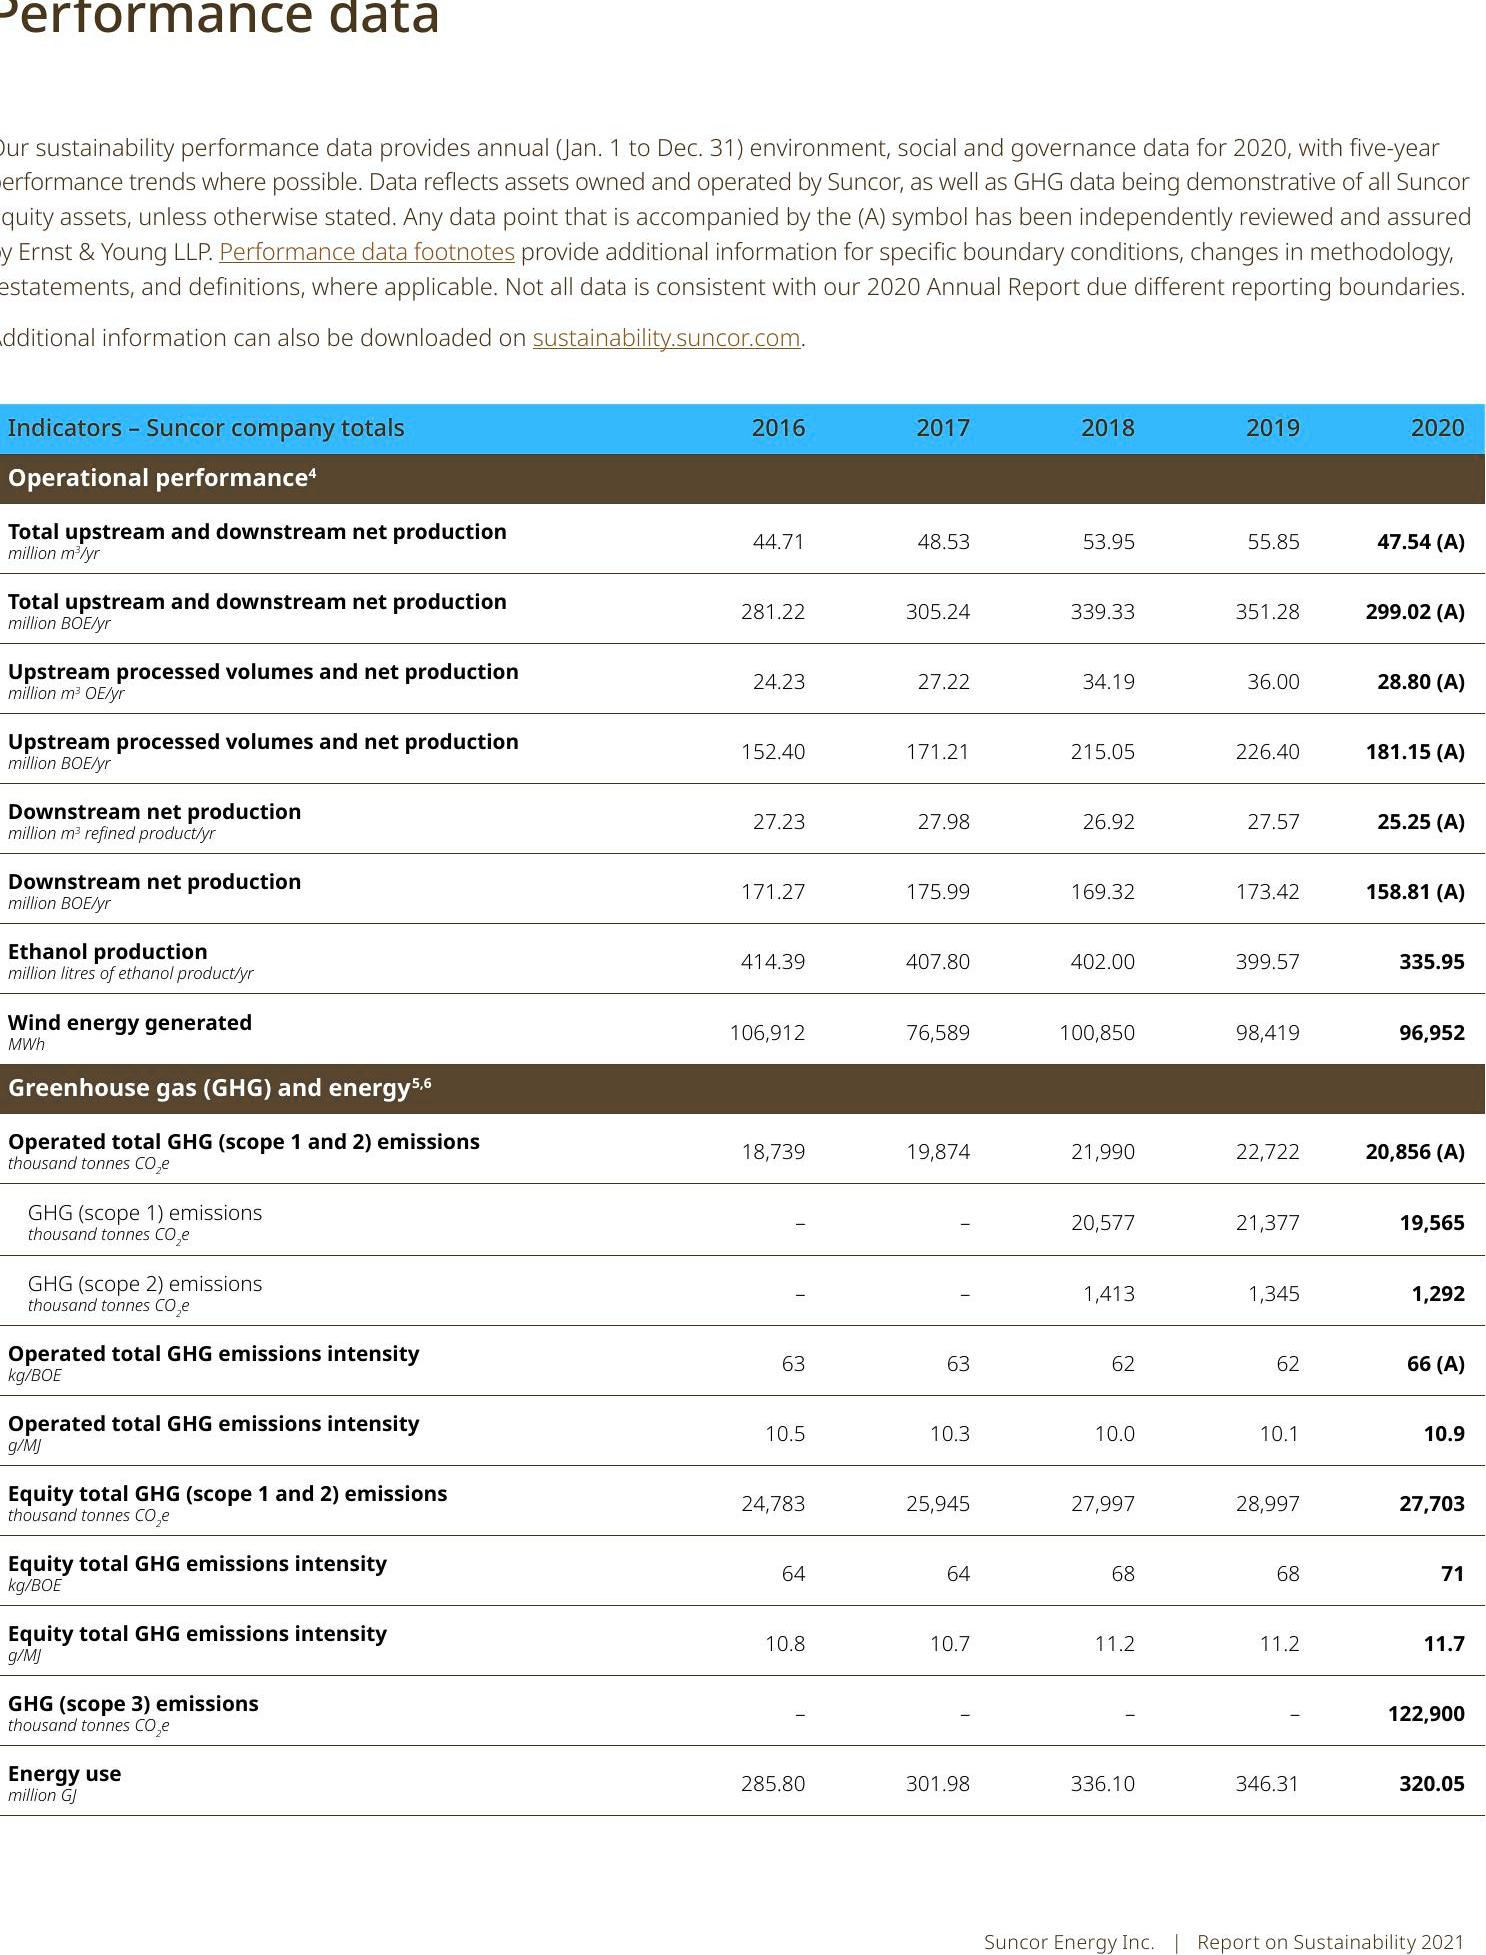 Performance data
Our sustainability performance data provides annual (Jan. 1 to Dec. 31) environment, social and governance data for 2020, with five-year
performance trends where possible. Data reflects assets owned and operated by Suncor, as well as GHG data being demonstrative of all Suncor
equity assets, unless otherwise stated. Any data point that is accompanied by the (A) symbol has been independently reviewed and assured
by Ernst & Young LLP. Performance data footnotes provide additional information for specific boundary conditions, changes in methodology,
restatements, and definitions, where applicable. Not all data is consistent with our 2020 Annual Report due different reporting boundaries.
Additional information can also be downloaded on sustainability.suncor.com.
Indicators – Suncor company totals 2016 2017 2018 2019 2020
Operational performance⁴
Total upstream and downstream net production 44.71 48.53 53.95 55.85 47.54 (A)
million m³/yr
Total upstream and downstream net production 281.22 305.24 339.33 351.28 299.02 (A)
million BOE/yr
Upstream processed volumes and net production 24.23 27.22 34.19 36.00 28.80 (A)
million m³ OE/yr
Upstream processed volumes and net production 152.40 171.21 215.05 226.40 181.15 (A)
million BOE/yr
Downstream net production 27.23 27.98 26.92 27.57 25.25 (A)
million m³ refined product/yr
Downstream net production 171.27 175.99 169.32 173.42 158.81 (A)
million BOE/yr
Ethanol production 414.39 407.80 402.00 399.57 335.95
million litres of ethanol product/yr
Wind energy generated 106,912 76,589 100,850 98,419 96,952
MWh
Greenhouse gas (GHG) and energy⁵,⁶
Operated total GHG (scope 1 and 2) emissions 18,739 19,874 21,990 22,722 20,856 (A)
thousand tonnes CO₂e
GHG (scope 1) emissions – – 20,577 21,377 19,565
thousand tonnes CO₂e
GHG (scope 2) emissions – – 1,413 1,345 1,292
thousand tonnes CO₂e
Operated total GHG emissions intensity 63 63 62 62 66 (A)
kg/BOE
Operated total GHG emissions intensity 10.5 10.3 10.0 10.1 10.9
g/MJ
Equity total GHG (scope 1 and 2) emissions 24,783 25,945 27,997 28,997 27,703
thousand tonnes CO₂e
Equity total GHG emissions intensity 64 64 68 68 71
kg/BOE
Equity total GHG emissions intensity 10.8 10.7 11.2 11.2 11.7
g/MJ
GHG (scope 3) emissions – – – – 122,900
thousand tonnes CO₂e
Energy use 285.80 301.98 336.10 346.31 320.05
million GJ
Suncor Energy Inc. | Report on Sustainability 2021